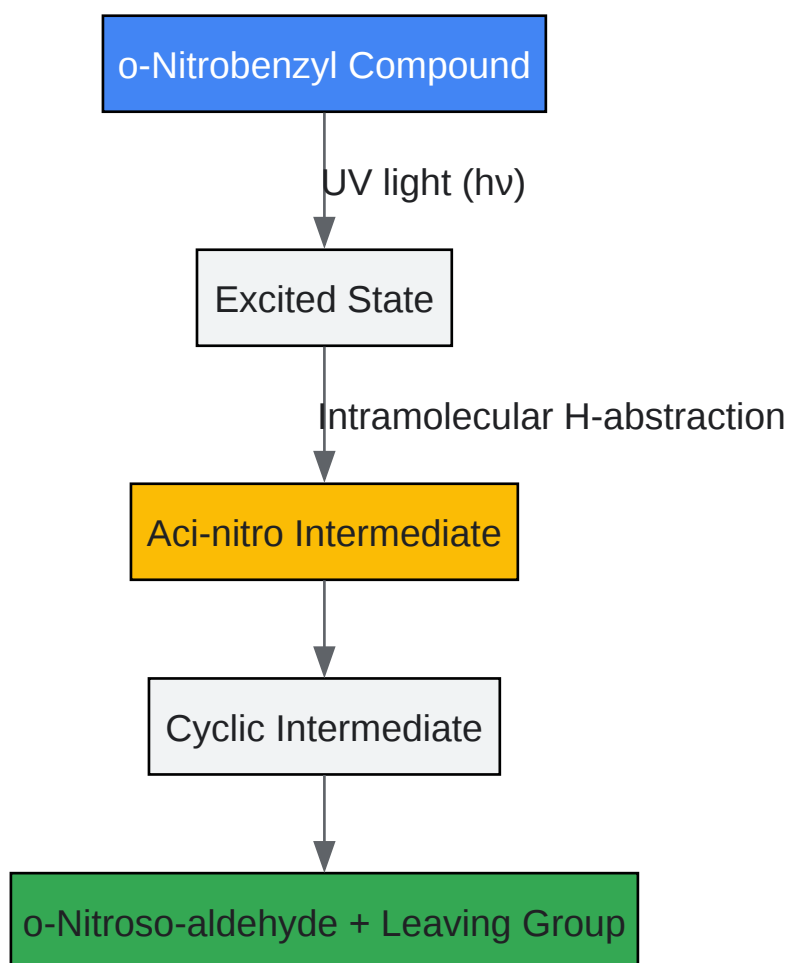 o-Nitrobenzyl Compound
UV light (hν)
Excited State
Intramolecular H-abstraction
Aci-nitro Intermediate
Cyclic Intermediate
o-Nitroso-aldehyde + Leaving Group